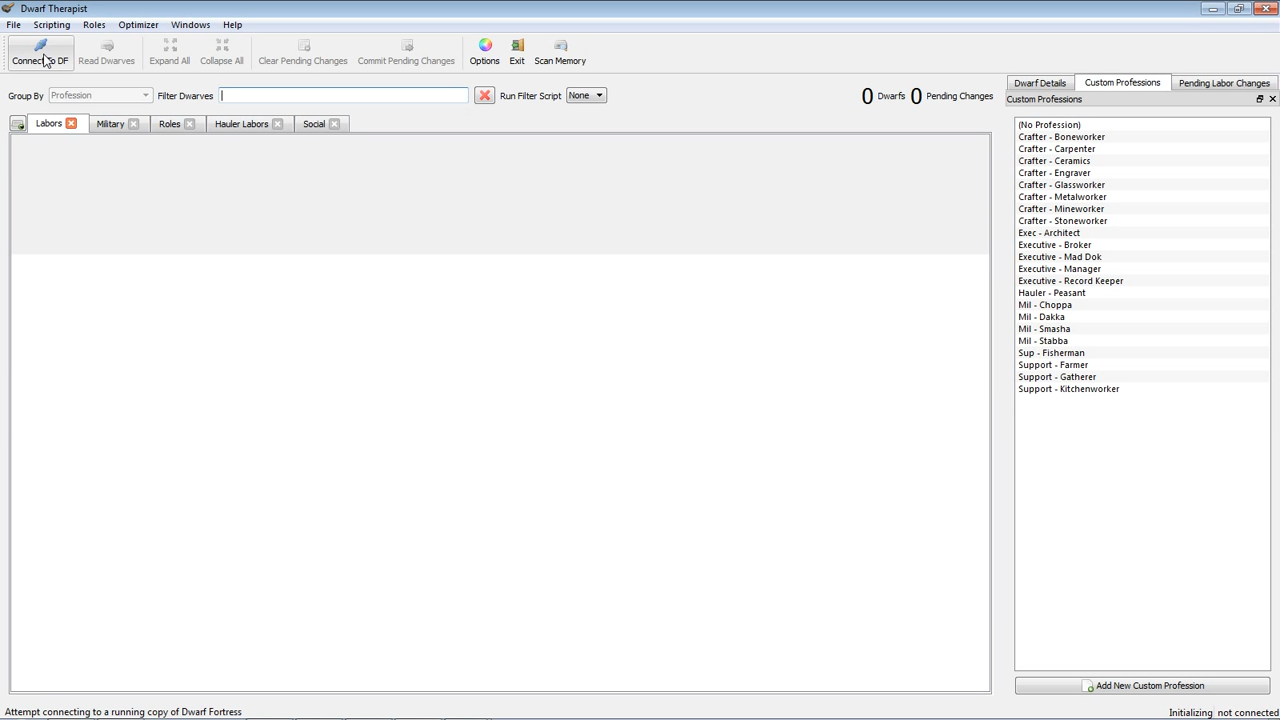 Dwarf Therapist
File Scripting Roles Optimizer Windows Help
Connect to DF Read Dwarves Expand All Collapse All Clear Pending Changes Commit Pending Changes Options Exit Scan Memory
Group By Profession Filter Dwarves Run Filter Script None 0 Dwarfs 0 Pending Changes
Labors Military Roles Hauler Labors Social
Dwarf Details Custom Professions Pending Labor Changes
Custom Professions
(No Profession)
Crafter - Boneworker
Crafter - Carpenter
Crafter - Ceramics
Crafter - Engraver
Crafter - Glassworker
Crafter - Metalworker
Crafter - Mineworker
Crafter - Stoneworker
Exec - Architect
Executive - Broker
Executive - Mad Dok
Executive - Manager
Executive - Record Keeper
Hauler - Peasant
Mil - Choppa
Mil - Dakka
Mil - Smasha
Mil - Stabba
Sup - Fisherman
Support - Farmer
Support - Gatherer
Support - Kitchenworker
Add New Custom Profession
Attempt connecting to a running copy of Dwarf Fortress
Initializing not connected